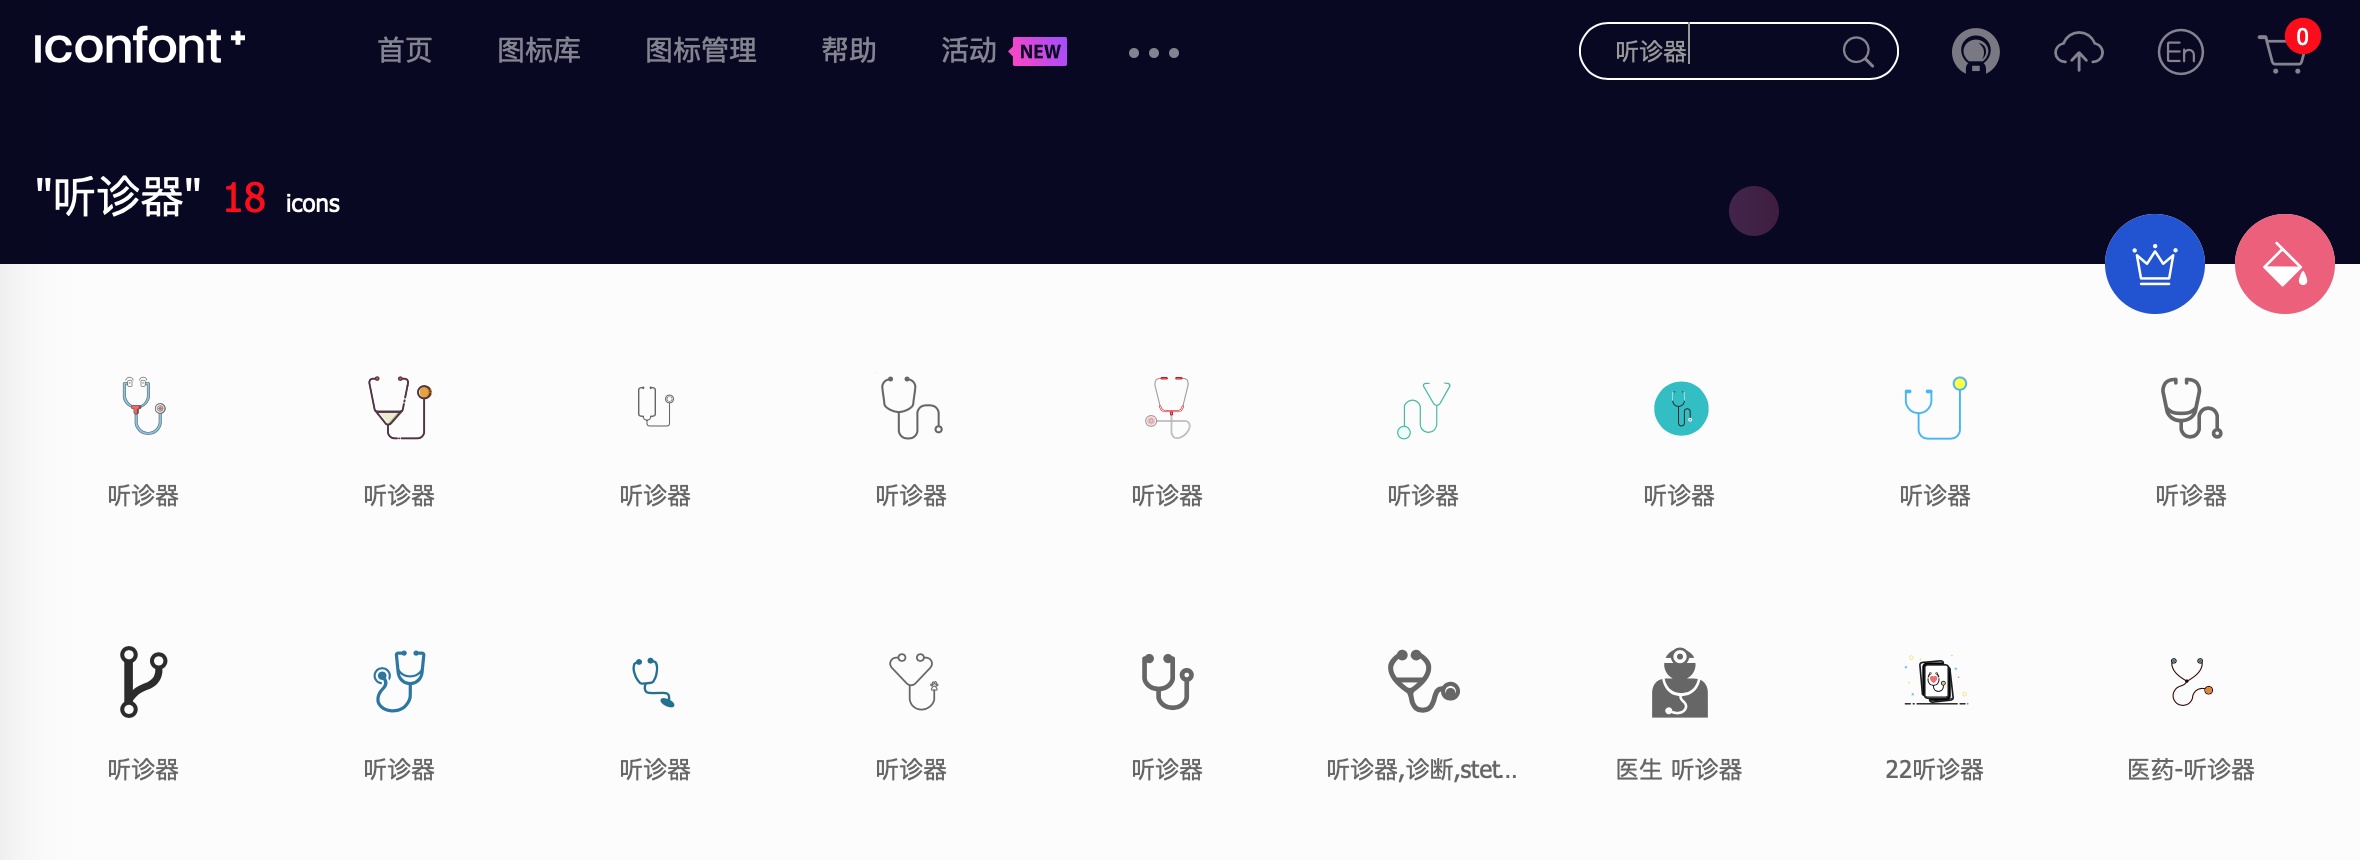 iconfont+ 首页 图标库 图标管理 帮助 活动 NEW 听诊器 En 0
"听诊器" 18 icons
听诊器 听诊器 听诊器 听诊器 听诊器 听诊器 听诊器 听诊器 听诊器
听诊器 听诊器 听诊器 听诊器 听诊器 听诊器,诊断,stet... 医生 听诊器 22听诊器 医药-听诊器